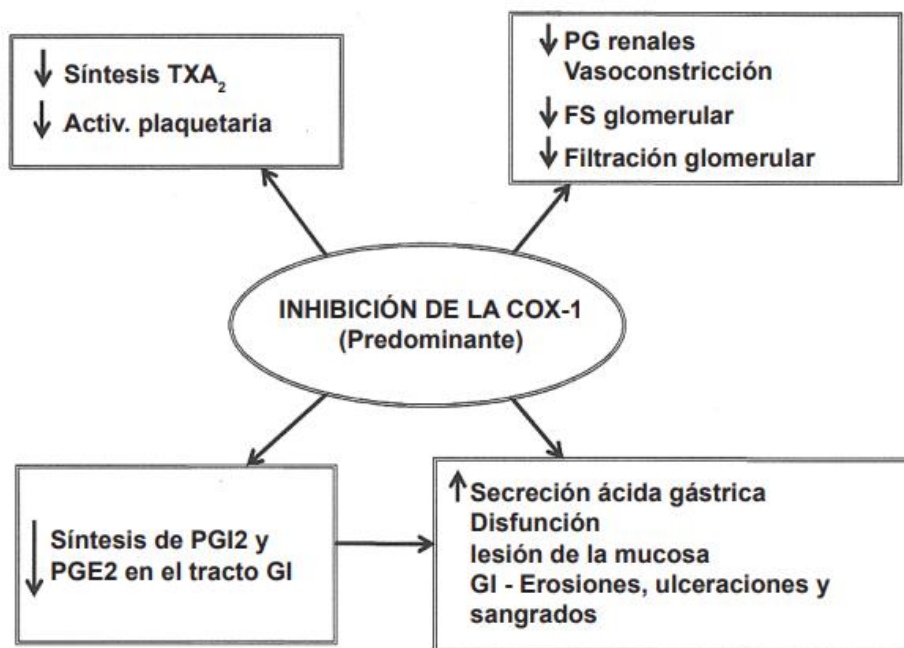 Síntesis TXA₂
Activ. plaquetaria
PG renales
Vasoconstricción
FS glomerular
Filtración glomerular
INHIBICIÓN DE LA COX-1
(Predominante)
Síntesis de PGI2 y
PGE2 en el tracto GI
Secreción ácida gástrica
Disfunción
lesión de la mucosa
GI - Erosiones, ulceraciones y
sangrados